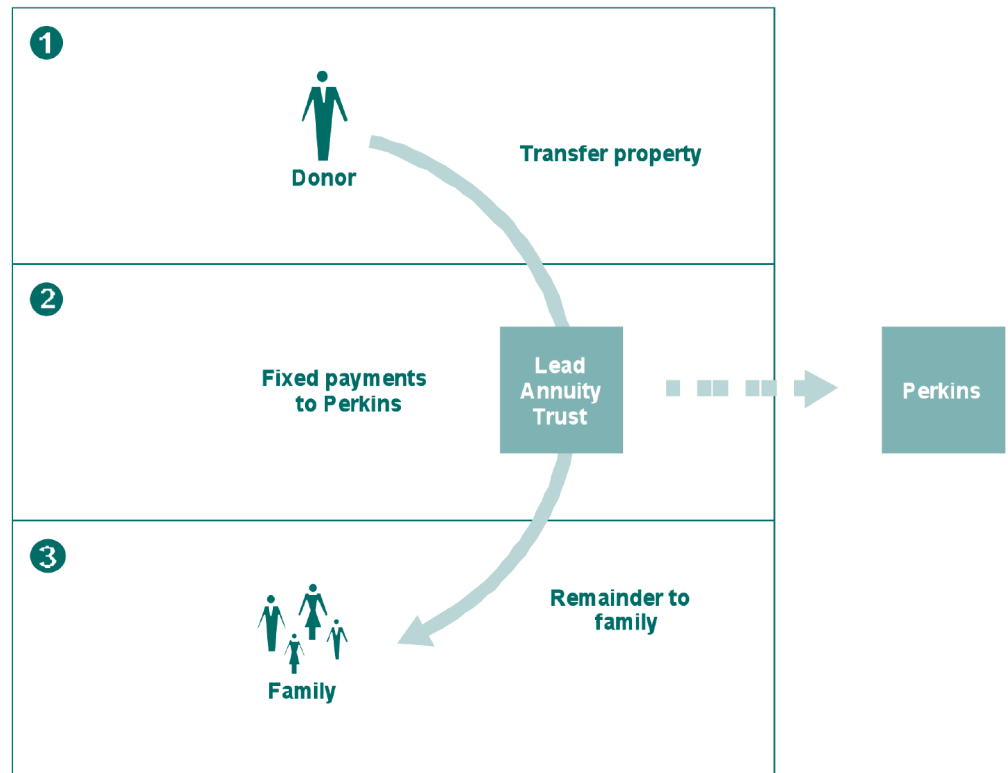 1
Donor
Transfer property
2
Fixed payments
to Perkins
Lead
Annuity
Trust
Perkins
3
Remainder to
family
Family